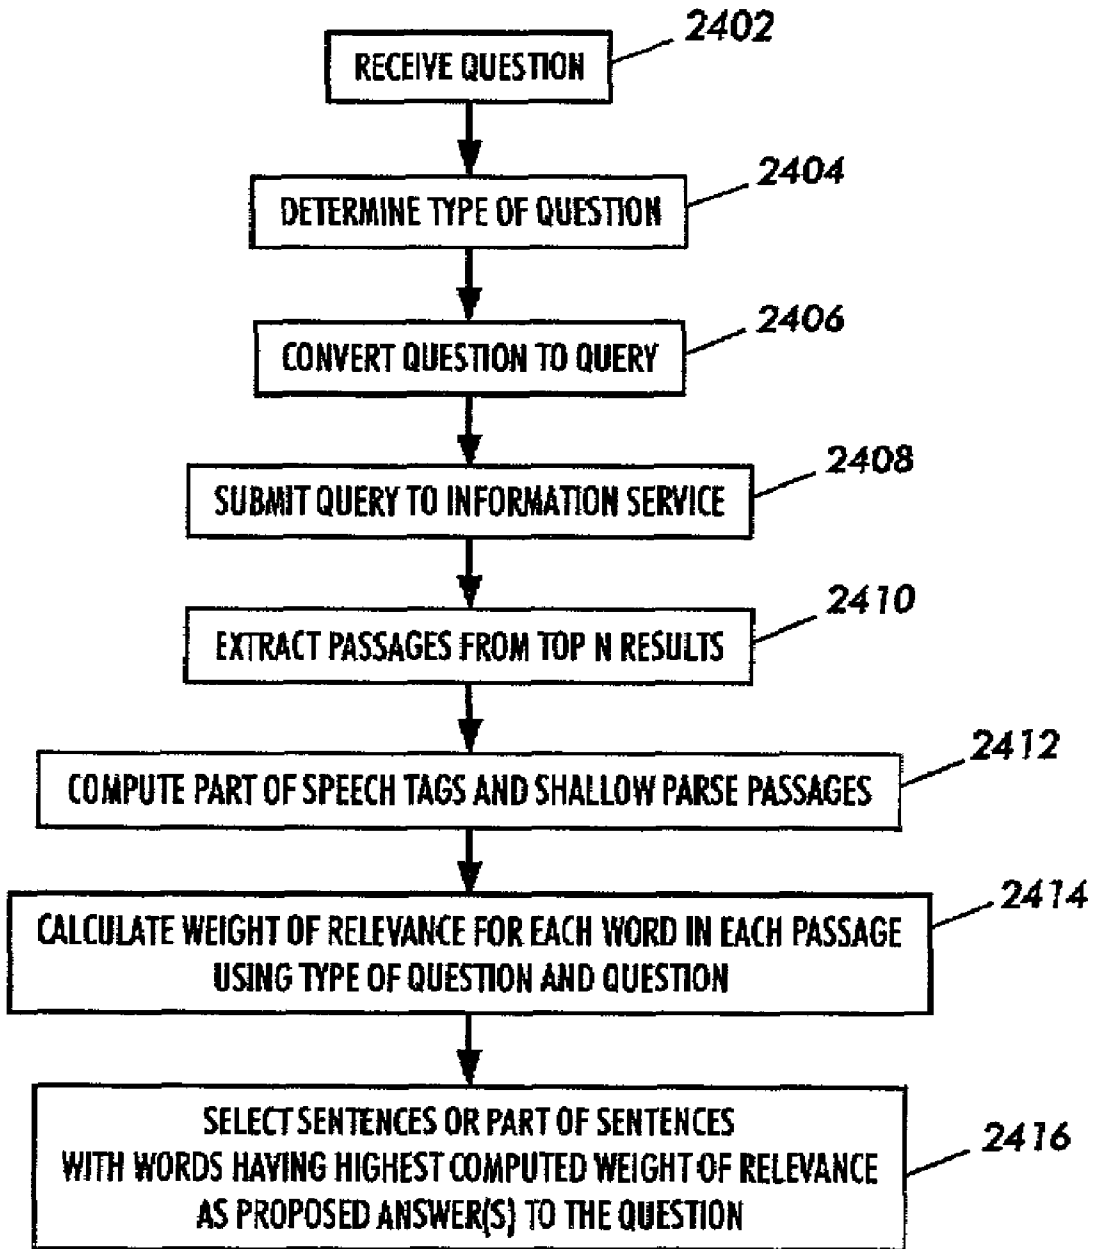 2402
RECEIVE QUESTION
2404
DETERMINE TYPE OF QUESTION
2406
CONVERT QUESTION TO QUERY
2408
SUBMIT QUERY TO INFORMATION SERVICE
2410
EXTRACT PASSAGES FROM TOP N RESULTS
2412
COMPUTE PART OF SPEECH TAGS AND SHALLOW PARSE PASSAGES
2414
CALCULATE WEIGHT OF RELEVANCE FOR EACH WORD IN EACH PASSAGE
USING TYPE OF QUESTION AND QUESTION
2416
SELECT SENTENCES OR PART OF SENTENCES
WITH WORDS HAVING HIGHEST COMPUTED WEIGHT OF RELEVANCE
AS PROPOSED ANSWER(S) TO THE QUESTION